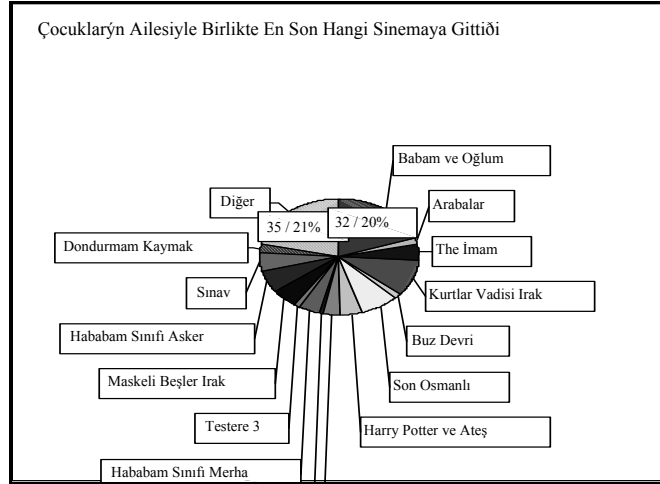 Çocuklarýn Ailesiyle Birlikte En Son Hangi Sinemaya Gittiði
Babam ve Oğlum
Diğer
Arabalar
35 / 21%
32 / 20%
Dondurmam Kaymak
The İmam
Sınav
Kurtlar Vadisi Irak
Hababam Sınıfı Asker
Buz Devri
Maskeli Beşler Irak
Son Osmanlı
Testere 3
Harry Potter ve Ateş
Hababam Sınıfı Merha